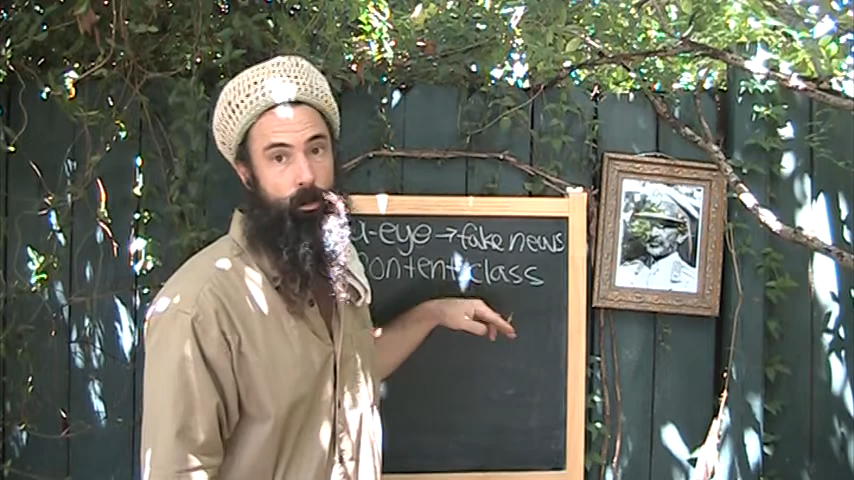 -eye → fake news
content class